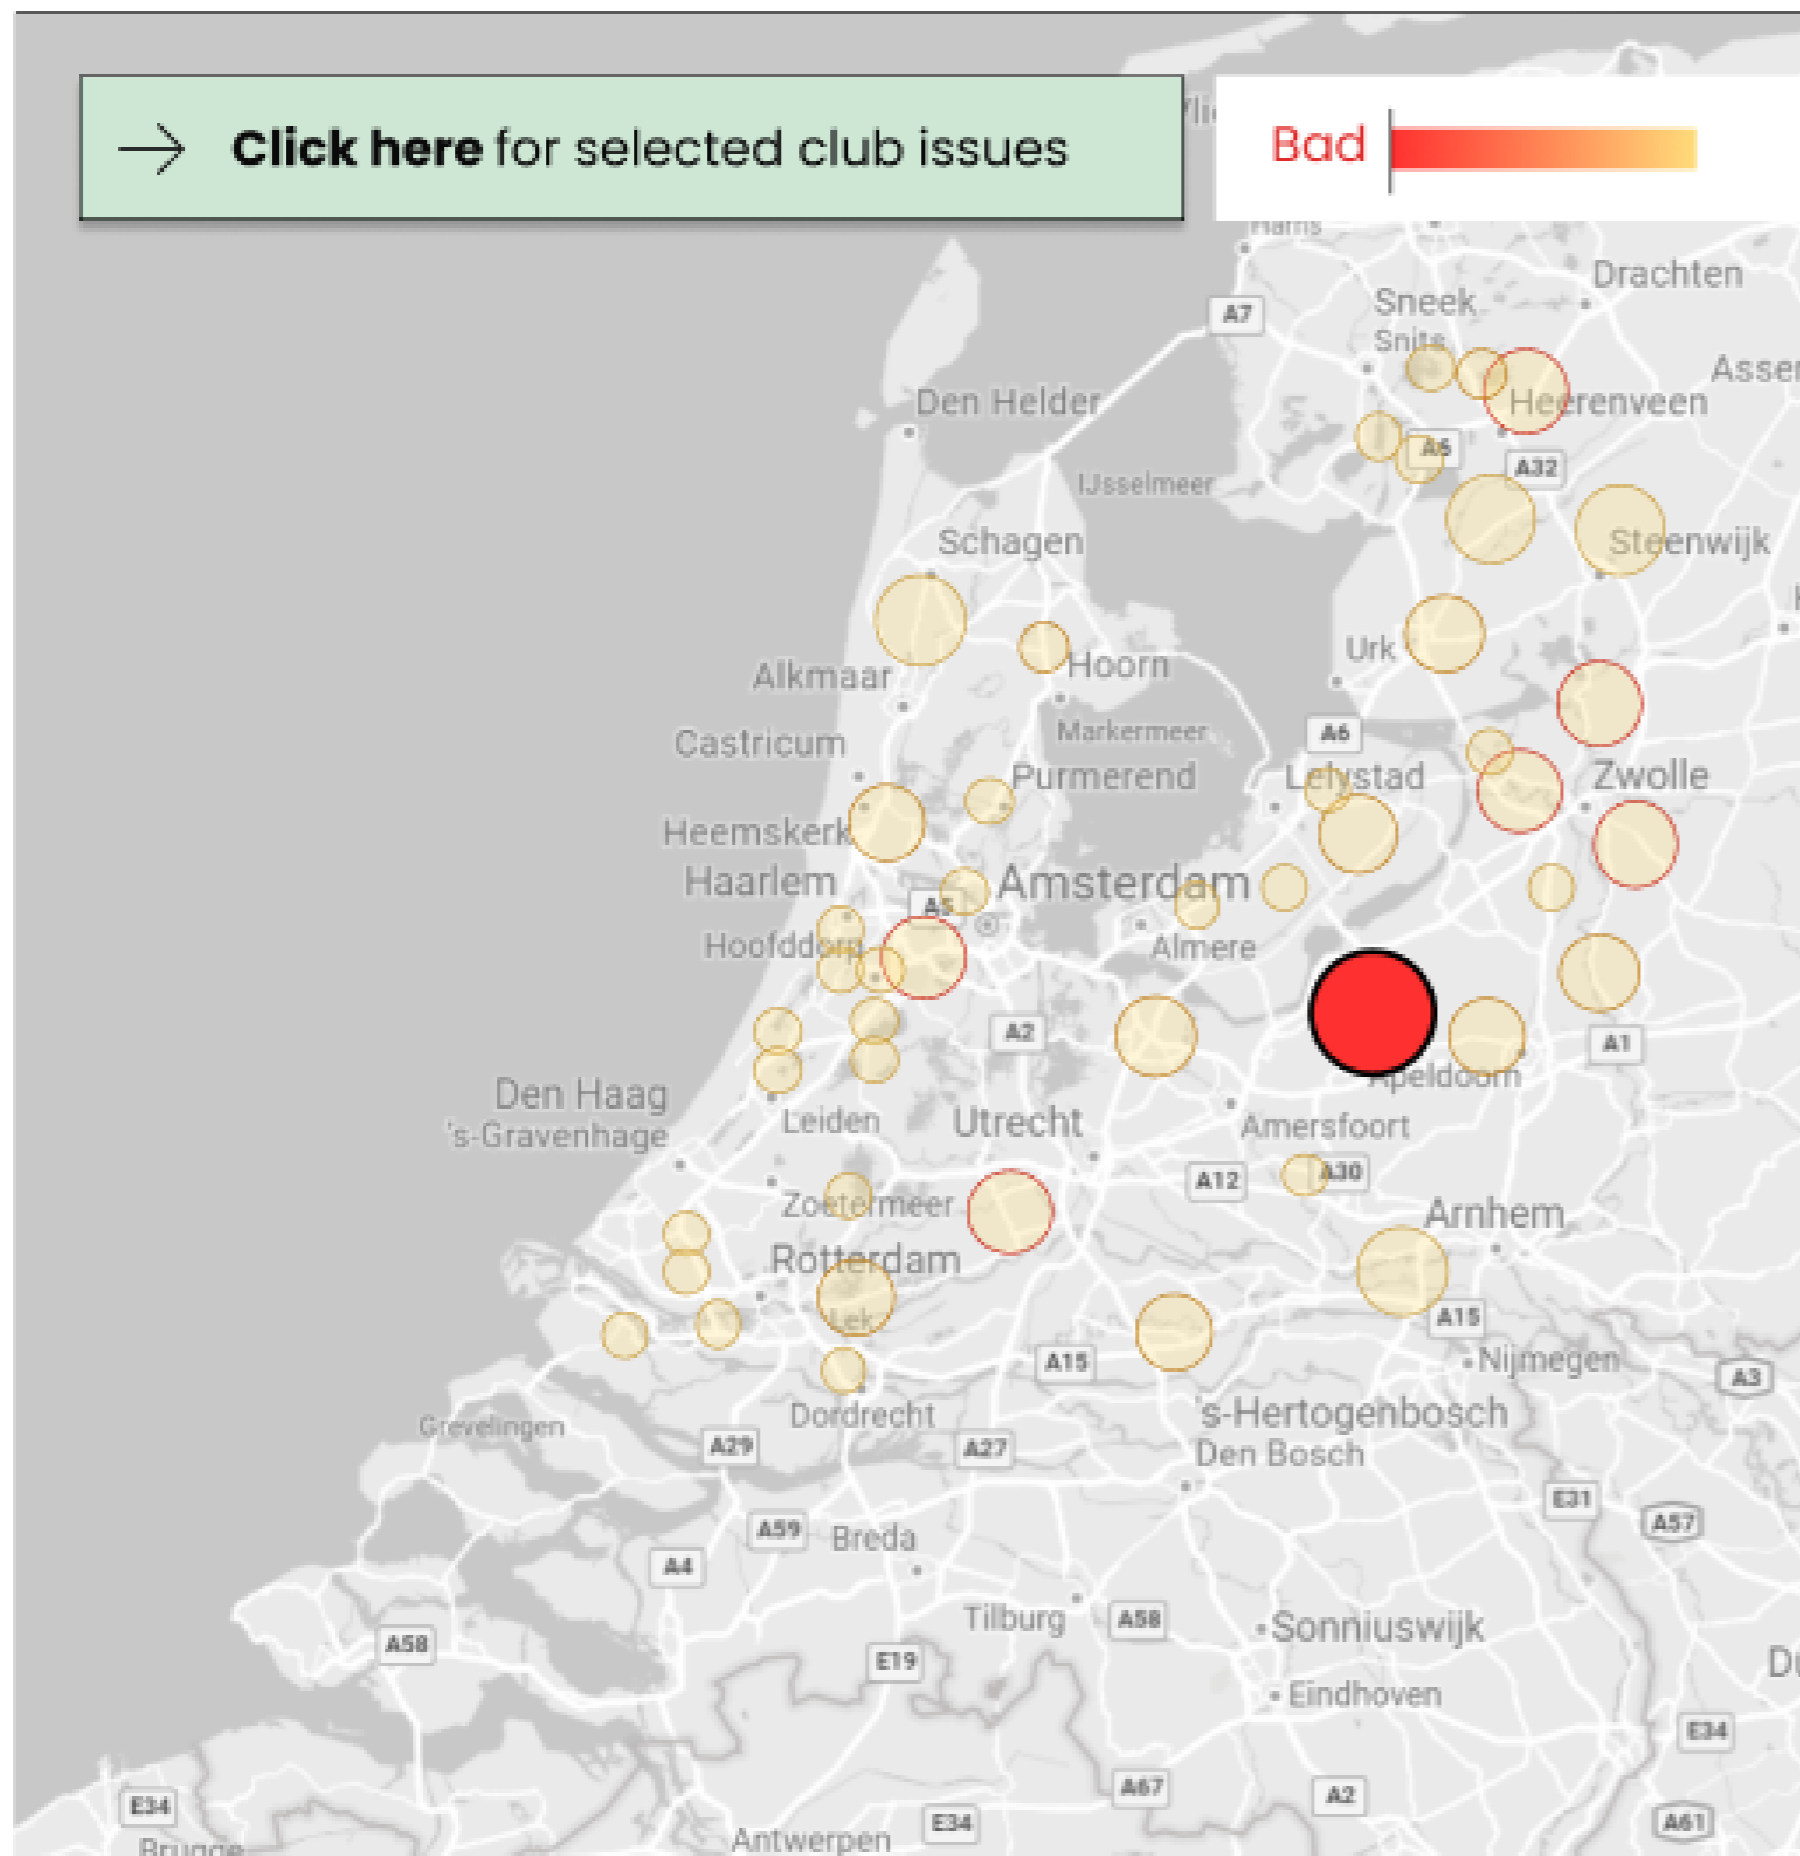 Click here for selected club issues
Bad
Drachten
Sneek
Snits
A7
Den Helder
Heerenveen
A6
A32
IJsselmeer
Schagen
Steenwijk
Urk
Hoorn
Alkmaar
Markermeer
A6
Castricum
Purmerend
Lelystad
Zwolle
Heemskerk
Haarlem
Amsterdam
A5
Hoofddorp
Almere
A2
A1
Apeldoorn
Den Haag
's-Gravenhage
Leiden
Utrecht
Amersfoort
A12
A30
Zoetermeer
Arnhem
Rotterdam
Lek
A15
A15
Nijmegen
A3
Dordrecht
's-Hertogenbosch
Den Bosch
Grevelingen
A29
A27
E31
A57
A59
Breda
A4
Tilburg
A58
Sonniuswijk
A58
E19
Eindhoven
E34
A67
A2
E34
E34
A61
Antwerpen
Brugge